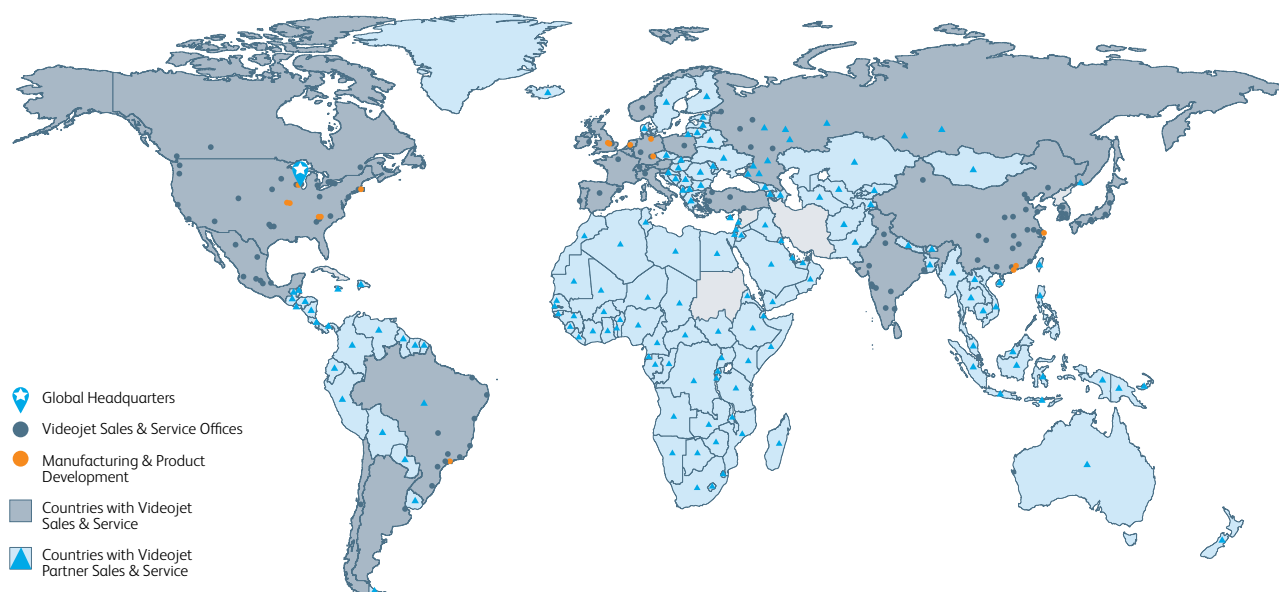 Global Headquarters
Videojet Sales & Service Offices
Manufacturing & Product
Development
Countries with Videojet
Sales & Service
Countries with Videojet
Partner Sales & Service